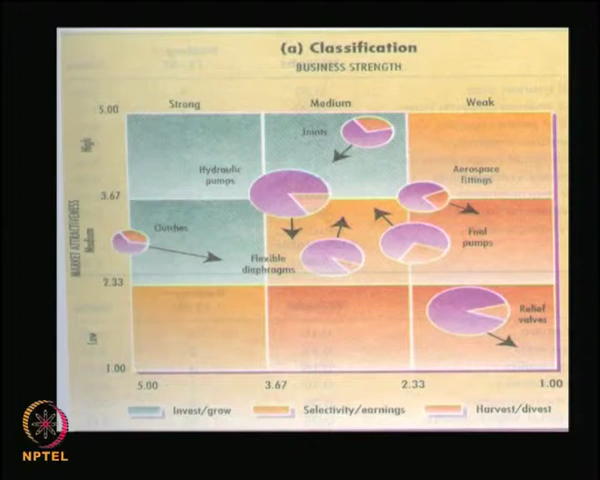 (a) Classification
BUSINESS STRENGTH
Strong Medium Weak
5.00
High
Joints
Hydraulic
pumps
Aerospace
fittings
3.67
MARKET ATTRACTIVENESS
Medium
Clutches
Flexible
diaphragms
Fuel
pumps
2.33
Low
Relief
valves
1.00
5.00 3.67 2.33 1.00
Invest/grow Selectivity/earnings Harvest/divest
NPTEL